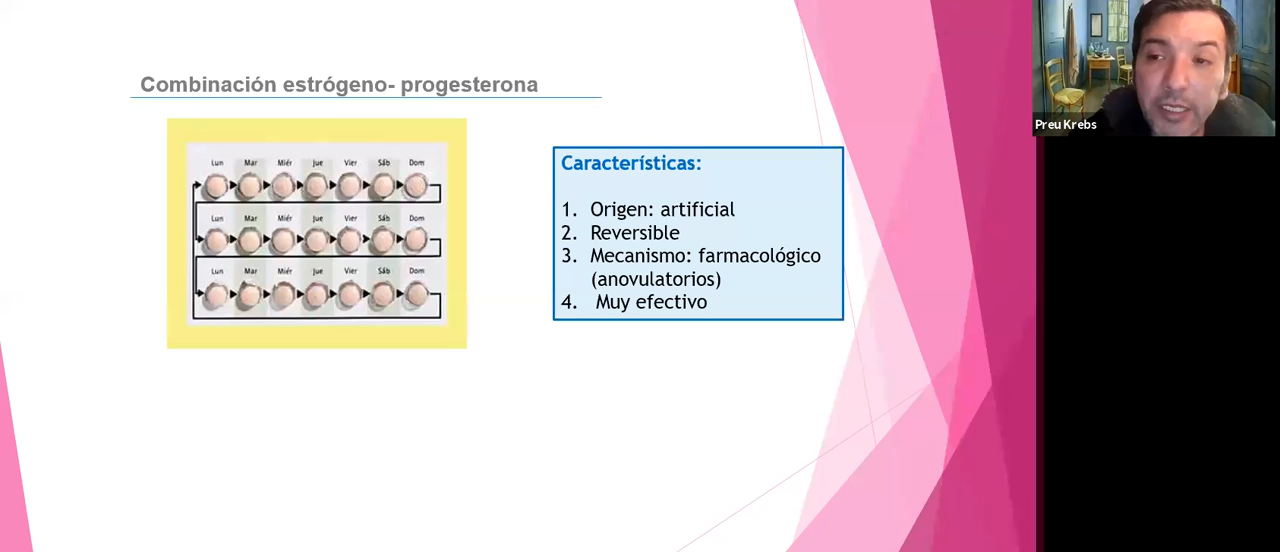 Combinación estrógeno- progesterona
Lun Mar Miér Jue Vier Sáb Dom
Lun Mar Miér Jue Vier Sáb Dom
Lun Mar Miér Jue Vier Sáb Dom
Características:
1. Origen: artificial
2. Reversible
3. Mecanismo: farmacológico
(anovulatorios)
4. Muy efectivo
Preu Krebs